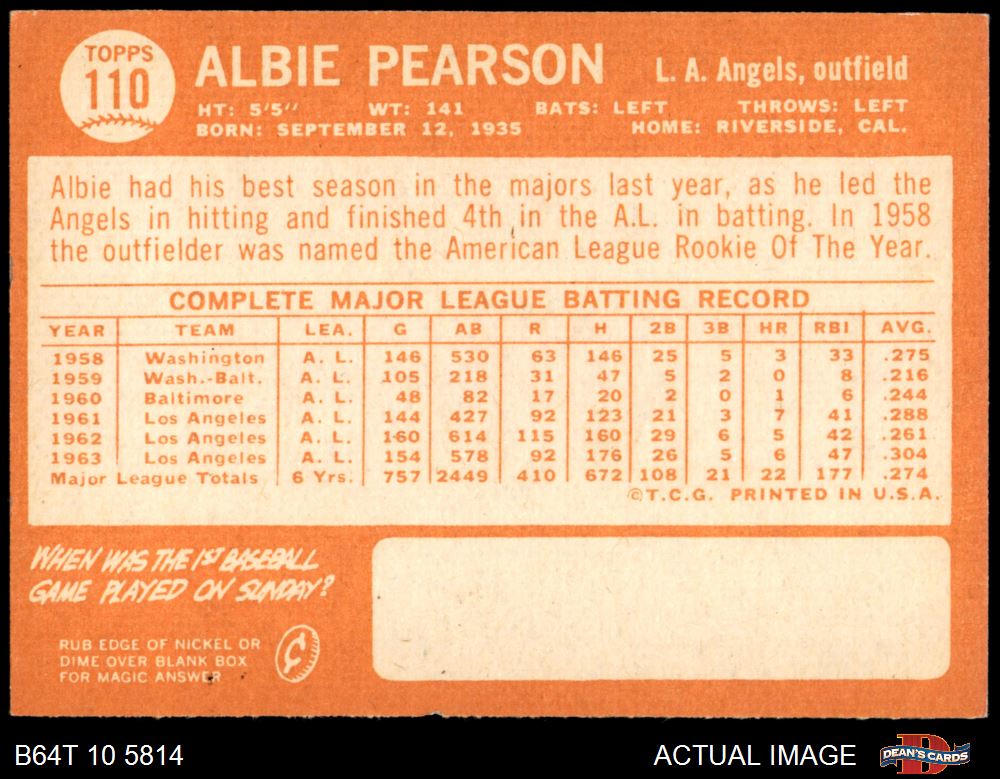 TOPPS
110
ALBIE PEARSON
L. A. Angels, outfield
HT: 5'5" WT: 141 BATS: LEFT THROWS: LEFT
BORN: SEPTEMBER 12, 1935 HOME: RIVERSIDE, CAL.
Albie had his best season in the majors last year, as he led the
Angels in hitting and finished 4th in the A.L. in batting. In 1958
the outfielder was named the American League Rookie Of The Year.
COMPLETE MAJOR LEAGUE BATTING RECORD
YEAR TEAM LEA. G AB R H 2B 3B HR RBI AVG.
1958 Washington A. L. 146 530 63 146 25 5 3 33 .275
1959 Wash.-Balt. A. L. 105 218 31 47 5 2 0 8 .216
1960 Baltimore A. L. 48 82 17 20 2 0 1 6 .244
1961 Los Angeles A. L. 144 427 92 123 21 3 7 41 .288
1962 Los Angeles A. L. 160 614 115 160 29 6 5 42 .261
1963 Los Angeles A. L. 154 578 92 176 26 5 6 47 .304
Major League Totals 6 Yrs. 757 2449 410 672 108 21 22 177 .274
©T.C.G. PRINTED IN U.S.A.
WHEN WAS THE 1ST BASEBALL
GAME PLAYED ON SUNDAY?
RUB EDGE OF NICKEL OR
DIME OVER BLANK BOX
FOR MAGIC ANSWER
¢
B64T 10 5814 ACTUAL IMAGE DEAN'S CARDS